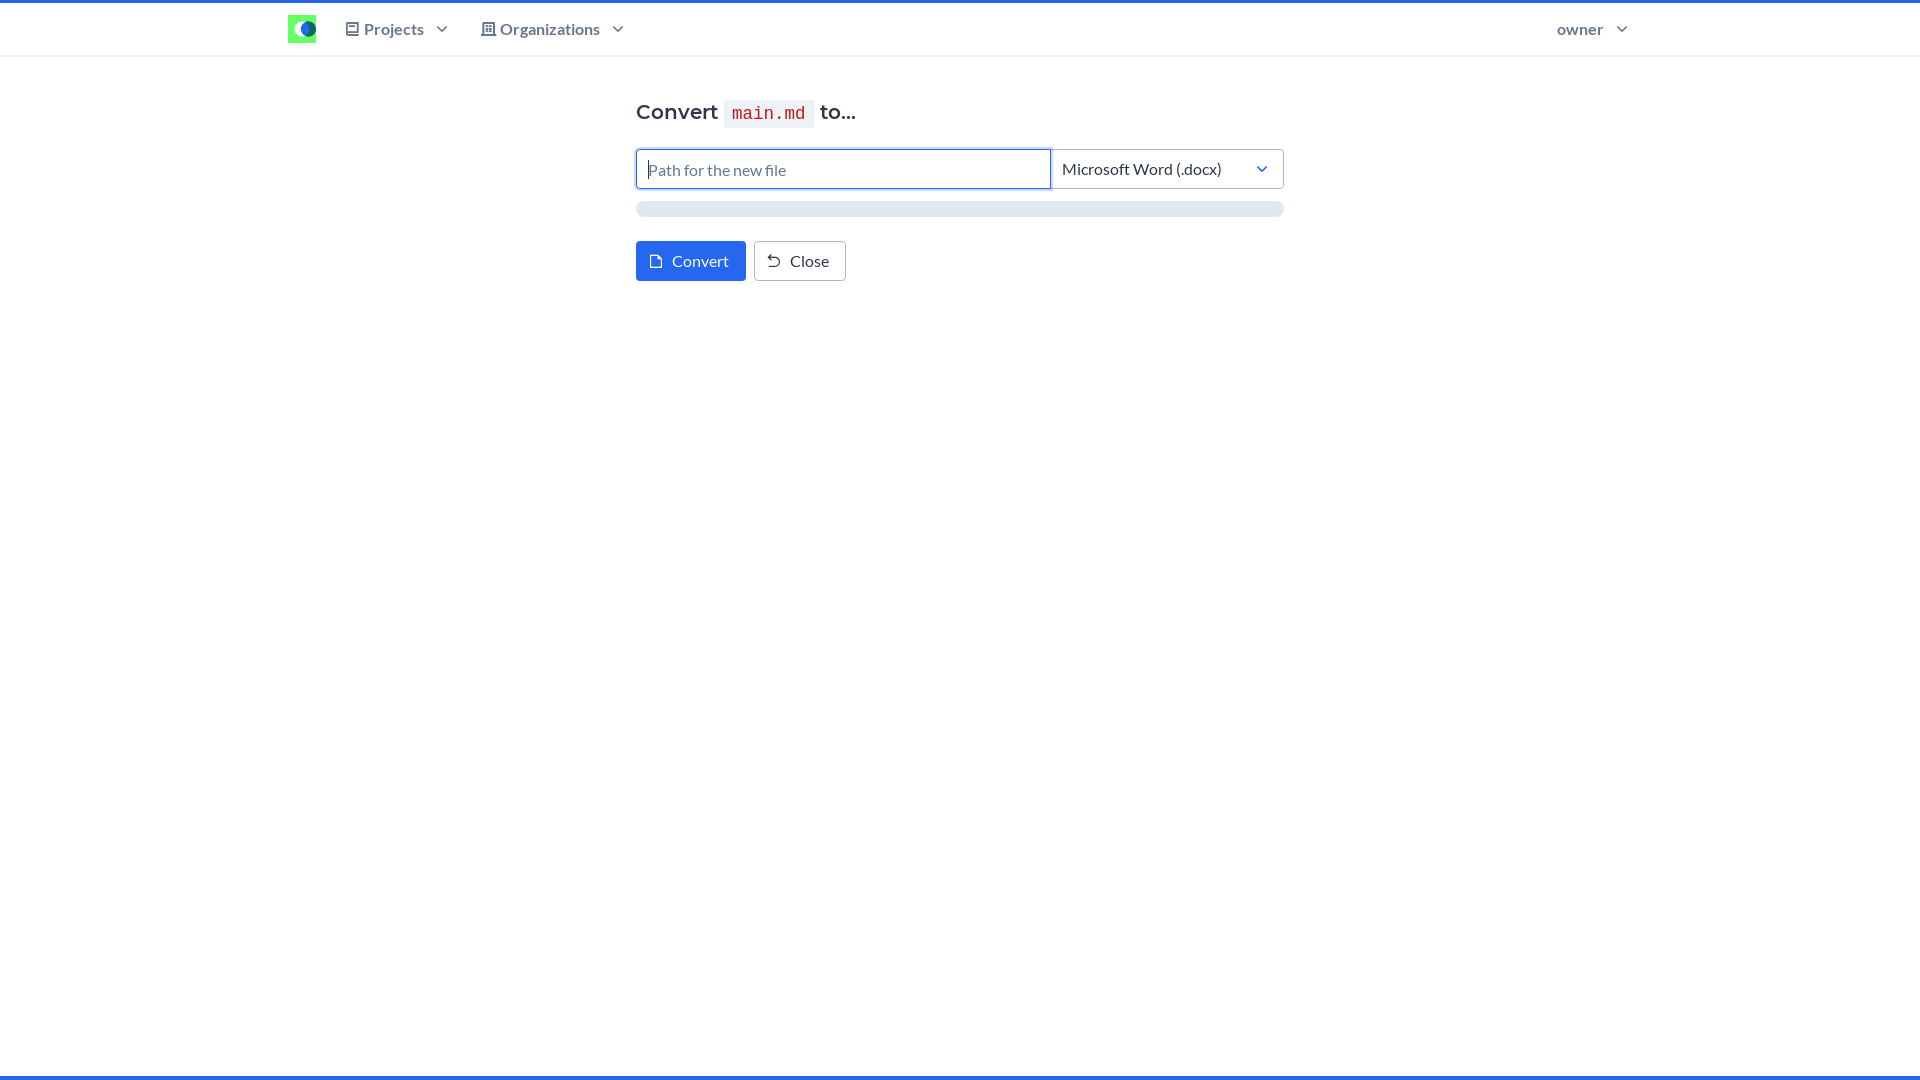 Projects Organizations owner
Convert main.md to...
Path for the new file Microsoft Word (.docx)
Convert Close